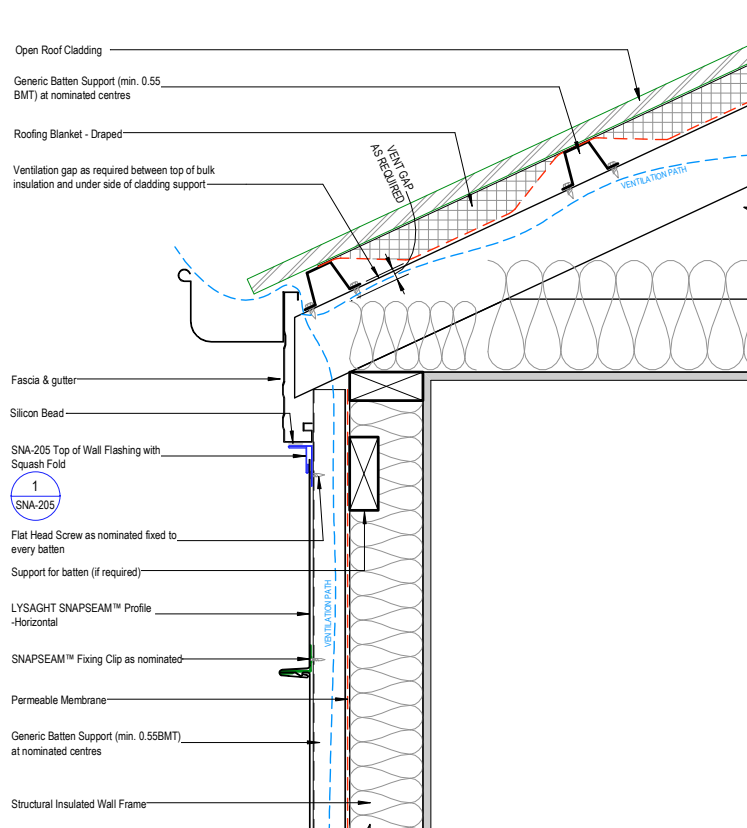 Open Roof Cladding
Generic Batten Support (min. 0.55
BMT) at nominated centres
Roofing Blanket - Draped
VENT GAP
AS REQUIRED
Ventilation gap as required between top of bulk
insulation and under side of cladding support
VENTILATION PATH
Fascia & gutter
Silicon Bead
SNA-205 Top of Wall Flashing with
Squash Fold
1
SNA-205
Flat Head Screw as nominated fixed to
every batten
Support for batten (if required)
VENTILATION PATH
LYSAGHT SNAPSEAM™ Profile
-Horizontal
SNAPSEAM™ Fixing Clip as nominated
Permeable Membrane
Generic Batten Support (min. 0.55BMT)
at nominated centres
Structural Insulated Wall Frame